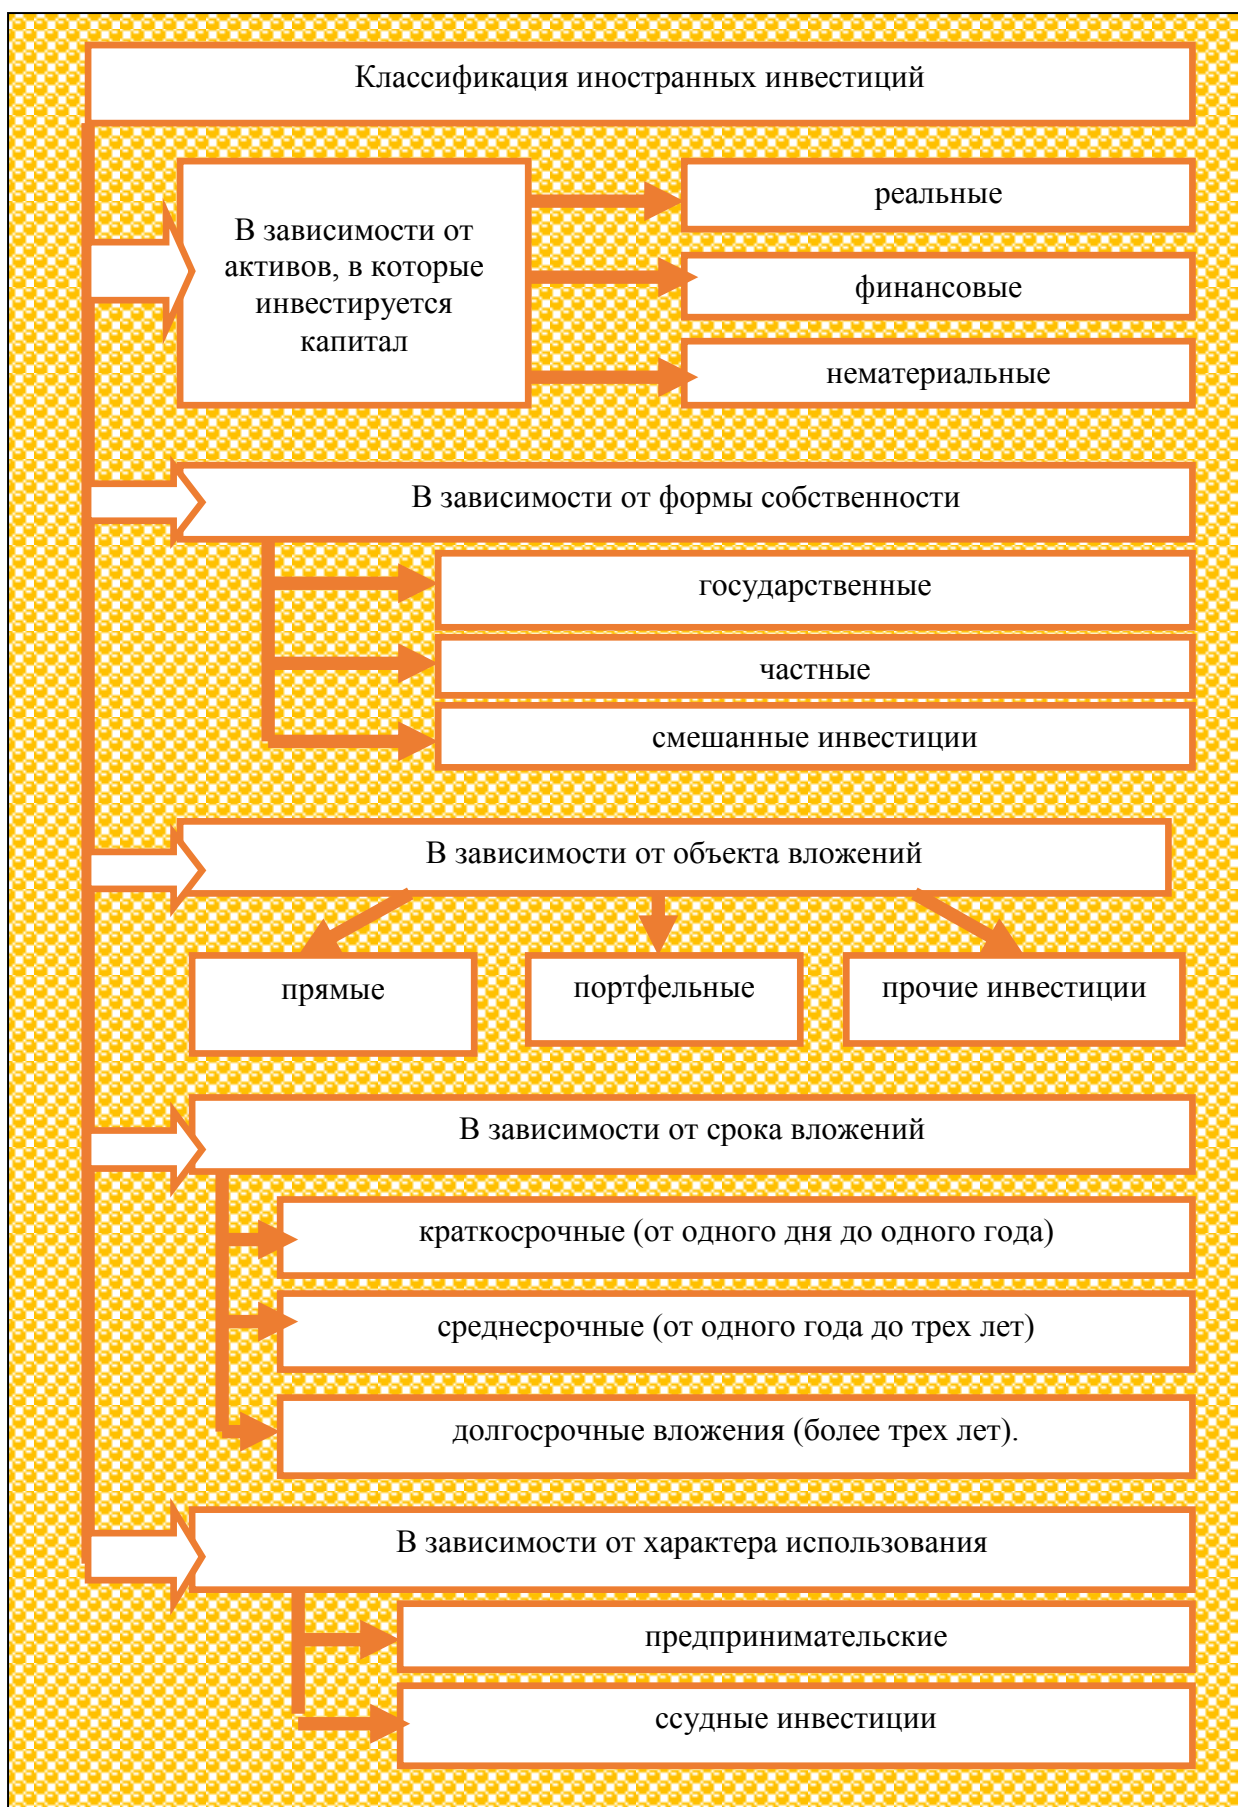 Классификация иностранных инвестиций
В зависимости от
активов, в которые
инвестируется
капитал
реальные
финансовые
нематериальные
В зависимости от формы собственности
государственные
частные
смешанные инвестиции
В зависимости от объекта вложений
прямые
портфельные
прочие инвестиции
В зависимости от срока вложений
краткосрочные (от одного дня до одного года)
среднесрочные (от одного года до трех лет)
долгосрочные вложения (более трех лет).
В зависимости от характера использования
предпринимательские
ссудные инвестиции